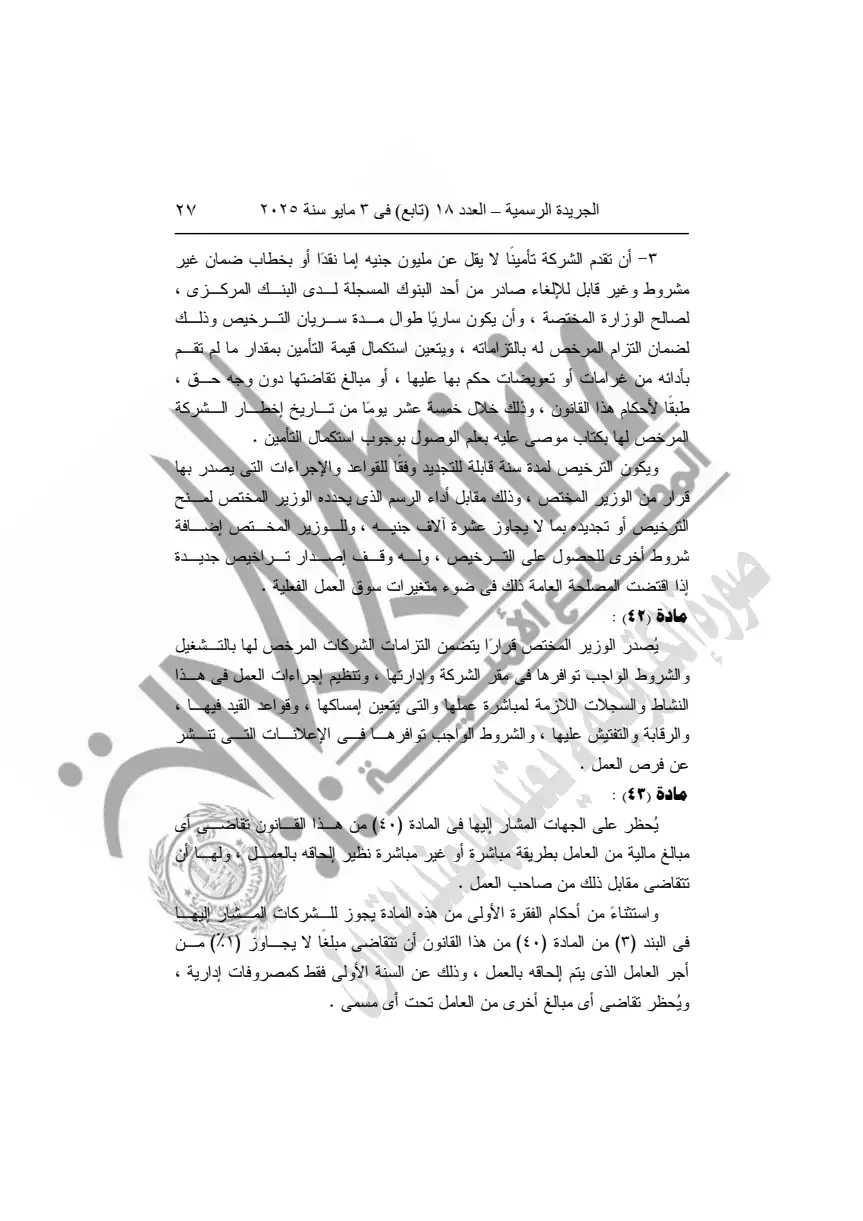 الجريدة الرسمية – العدد ١٨ (تابع) فى ٣ مايو سنة ٢٠٢٥ ٢٧
٣- أن تقدم الشركة تأمينًا لا يقل عن مليون جنيه إما نقدًا أو بخطاب ضمان غير
مشروط وغير قابل للإلغاء صادر من أحد البنوك المسجلة لدى البنك المركزى ،
لصالح الوزارة المختصة ، وأن يكون ساريًا طوال مدة سريان الترخيص وذلك
لضمان التزام المرخص له بالتزاماته ، ويتعين استكمال قيمة التأمين بمقدار ما لم تقم
بأدائه من غرامات أو تعويضات حكم بها عليها ، أو مبالغ تقاضتها دون وجه حق ،
طبقًا لأحكام هذا القانون ، وذلك خلال خمسة عشر يومًا من تاريخ إخطار الشركة
المرخص لها بكتاب موصى عليه بعلم الوصول بوجوب استكمال التأمين .
ويكون الترخيص لمدة سنة قابلة للتجديد وفقًا للقواعد والإجراءات التى يصدر بها
قرار من الوزير المختص ، وذلك مقابل أداء الرسم الذى يحدده الوزير المختص لمنح
الترخيص أو تجديده بما لا يجاوز عشرة آلاف جنيه ، وللوزير المختص إضافة
شروط أخرى للحصول على الترخيص ، وله وقف إصدار تراخيص جديدة
إذا اقتضت المصلحة العامة ذلك فى ضوء متغيرات سوق العمل الفعلية .
مادة (٤٢) :
يُصدر الوزير المختص قرارًا يتضمن التزامات الشركات المرخص لها بالتشغيل
والشروط الواجب توافرها فى مقر الشركة وإدارتها ، وتنظيم إجراءات العمل فى هذا
النشاط والسجلات اللازمة لمباشرة عملها والتى يتعين إمساكها ، وقواعد القيد فيها ،
والرقابة والتفتيش عليها ، والشروط الواجب توافرها فى الإعلانات التى تنشر
عن فرص العمل .
مادة (٤٣) :
يُحظر على الجهات المشار إليها فى المادة (٤٠) من هذا القانون تقاضى أى
مبالغ مالية من العامل بطريقة مباشرة أو غير مباشرة نظير إلحاقه بالعمل ، ولها أن
تتقاضى مقابل ذلك من صاحب العمل .
واستثناءً من أحكام الفقرة الأولى من هذه المادة يجوز للشركات المشار إليها
فى البند (٣) من المادة (٤٠) من هذا القانون أن تتقاضى مبلغًا لا يجاوز (١٪) من
أجر العامل الذى يتم إلحاقه بالعمل ، وذلك عن السنة الأولى فقط كمصروفات إدارية ،
ويُحظر تقاضى أى مبالغ أخرى من العامل تحت أى مسمى .